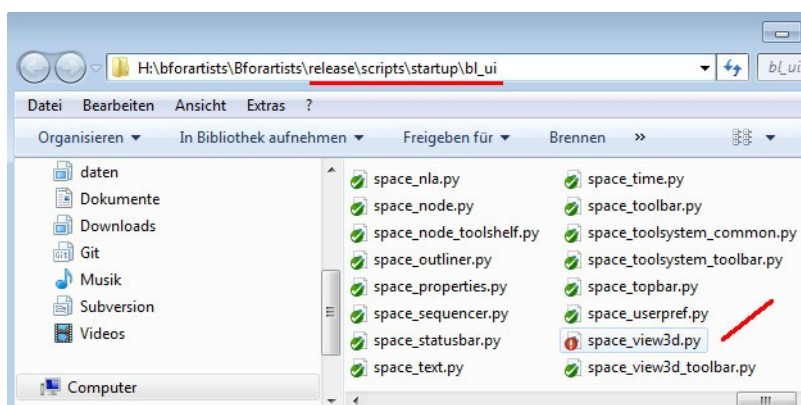 H:\bforartists\Bforartists\release\scripts\startup\bl_ui
bl_ui
Datei Bearbeiten Ansicht Extras ?
Organisieren In Bibliothek aufnehmen Freigeben für Brennen »
daten
Dokumente
Downloads
Git
Musik
Subversion
Videos
Computer
space_nla.py
space_node.py
space_node_toolshelf.py
space_outliner.py
space_properties.py
space_sequencer.py
space_statusbar.py
space_text.py
space_time.py
space_toolbar.py
space_toolsystem_common.py
space_toolsystem_toolbar.py
space_topbar.py
space_userpref.py
space_view3d.py
space_view3d_toolbar.py